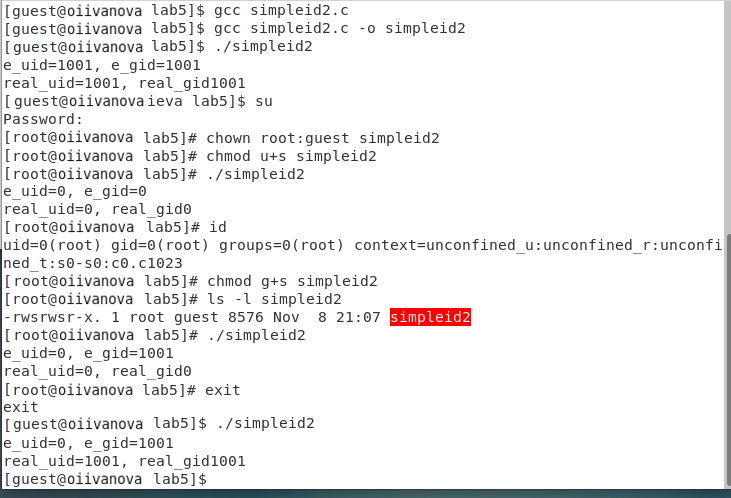 [guest@oiivanova lab5]$ gcc simpleid2.c
[guest@oiivanova lab5]$ gcc simpleid2.c -o simpleid2
[guest@oiivanova lab5]$ ./simpleid2
e_uid=1001, e_gid=1001
real_uid=1001, real_gid1001
[guest@oiivanovaieva lab5]$ su
Password:
[root@oiivanova lab5]# chown root:guest simpleid2
[root@oiivanova lab5]# chmod u+s simpleid2
[root@oiivanova lab5]# ./simpleid2
e_uid=0, e_gid=0
real_uid=0, real_gid0
[root@oiivanova lab5]# id
uid=0(root) gid=0(root) groups=0(root) context=unconfined_u:unconfined_r:unconfi
ned_t:s0-s0:c0.c1023
[root@oiivanova lab5]# chmod g+s simpleid2
[root@oiivanova lab5]# ls -l simpleid2
-rwsrwsr-x. 1 root guest 8576 Nov  8 21:07 simpleid2
[root@oiivanova lab5]# ./simpleid2
e_uid=0, e_gid=1001
real_uid=0, real_gid0
[root@oiivanova lab5]# exit
exit
[guest@oiivanova lab5]$ ./simpleid2
e_uid=0, e_gid=1001
real_uid=1001, real_gid1001
[guest@oiivanova lab5]$